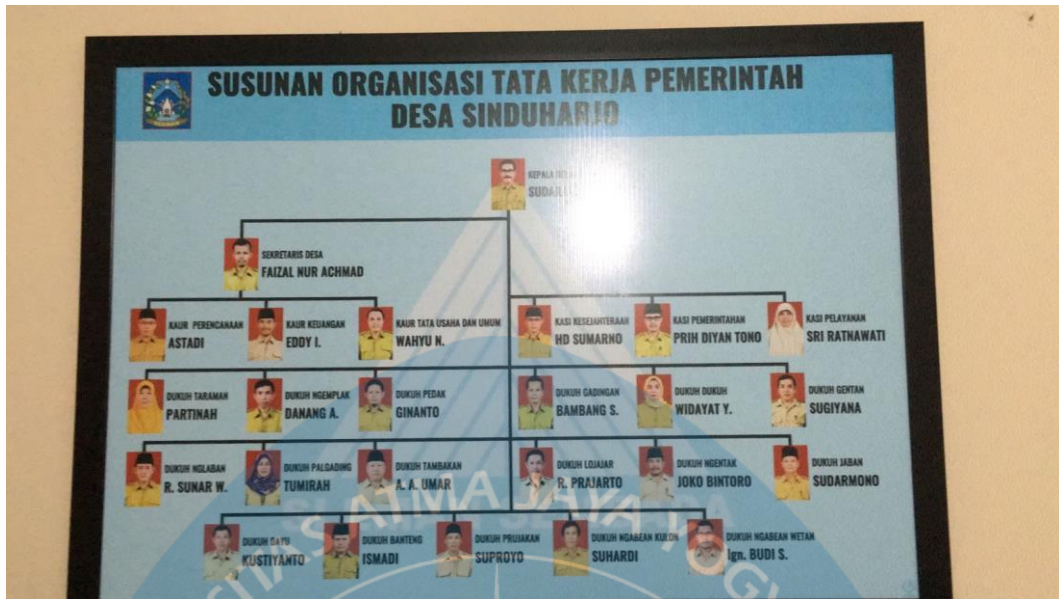 SUSUNAN ORGANISASI TATA KERJA PEMERINTAH
DESA SINDUHARJO
KEPALA
SEKRETARIS DESA
FAIZAL NUR ACHMAD
KAUR PERENCANAAN
ASTADI
KAUR KEUANGAN
EDDY I.
KAUR TATA USAHA DAN UMUM
WAHYU N.
KASI KESEJAHTERAAN
HD SUMARNO
KASI PEMERINTAHAN
PRIH DIYAN TONO
KASI PELAYANAN
SRI RATNAWATI
DUKUH TARAMAN
PARTINAH
DUKUH NGEMPLAK
DANANG A.
DUKUH PEDAK
GINANTO
DUKUH GADINGAN
BAMBANG S.
DUKUH DUKUH
WIDAYAT Y.
DUKUH GENTAN
SUGIYANA
DUKUH NGLABAN
R. SUNAR W.
DUKUH PALGADING
TUMIRAH
DUKUH TAMBAKAN
A. A. UMAR
DUKUH LOJAJAR
R. PRAJARTO
DUKUH NGENTAK
JOKO BINTORO
DUKUH JABAN
SUDARMONO
DUKUH DAYU
KUSTIYANTO
DUKUH BANTENG
ISMADI
DUKUH PRUJAKAN
SUPROYO
DUKUH NGABEAN KULON
SUHARDI
DUKUH NGABEAN WETAN
Ign. BUDI S.
ATMA JAYA